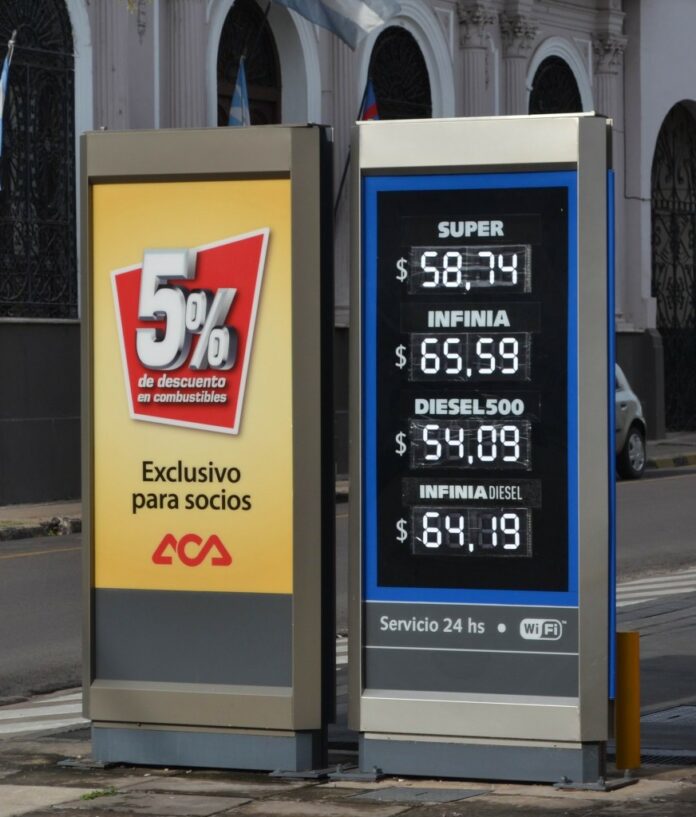 5%
de descuento
en combustibles
Exclusivo
para socios
ACA
SUPER
$ 58,74
INFINIA
$ 65,59
DIESEL500
$ 54,09
INFINIA DIESEL
$ 64,19
Servicio 24 hs • WiFi™